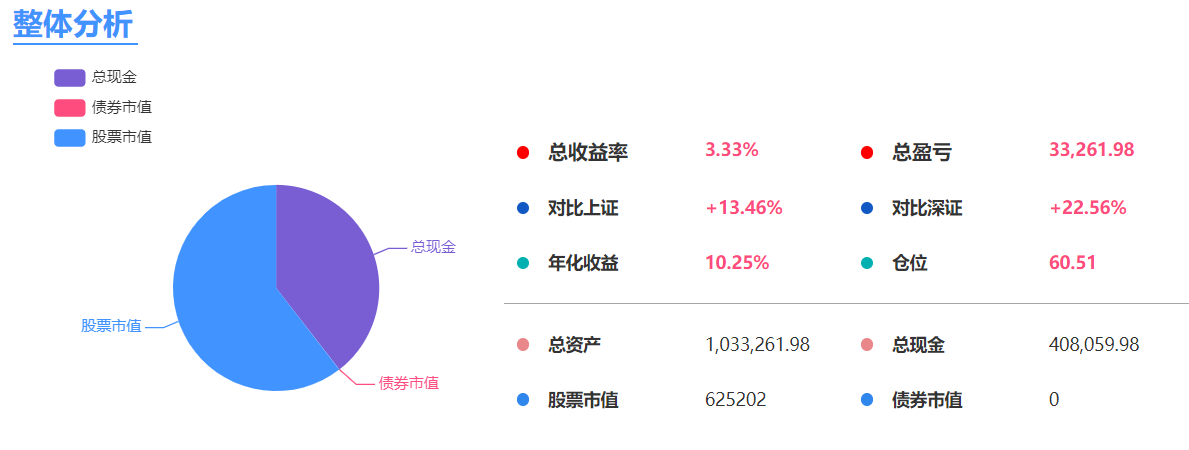 整体分析
总现金
债券市值
股票市值
总现金
股票市值
债券市值
总收益率 3.33% 总盈亏 33,261.98
对比上证 +13.46% 对比深证 +22.56%
年化收益 10.25% 仓位 60.51
总资产 1,033,261.98 总现金 408,059.98
股票市值 625202 债券市值 0